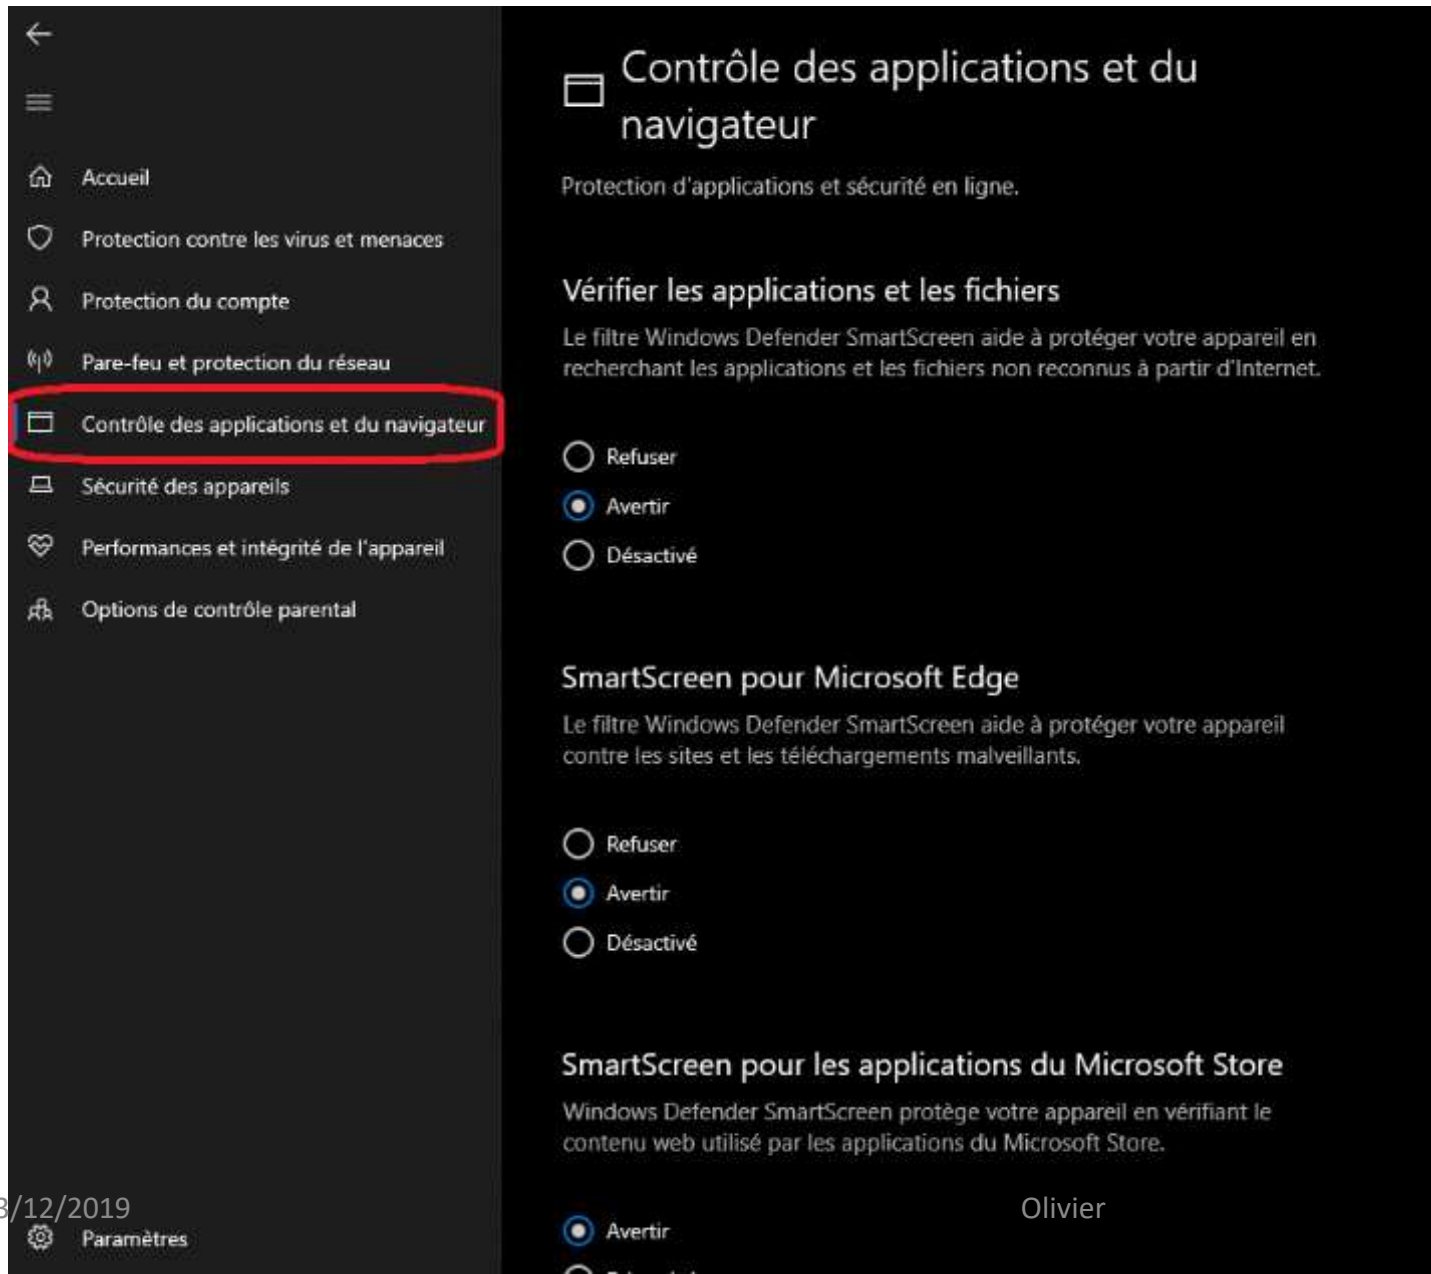 Accueil
Protection contre les virus et menaces
Protection du compte
Pare-feu et protection du réseau
Contrôle des applications et du navigateur
Sécurité des appareils
Performances et intégrité de l'appareil
Options de contrôle parental
Contrôle des applications et du
navigateur
Protection d'applications et sécurité en ligne.
Vérifier les applications et les fichiers
Le filtre Windows Defender SmartScreen aide à protéger votre appareil en
recherchant les applications et les fichiers non reconnus à partir d'Internet.
Refuser
Avertir
Désactivé
SmartScreen pour Microsoft Edge
Le filtre Windows Defender SmartScreen aide à protéger votre appareil
contre les sites et les téléchargements malveillants.
Refuser
Avertir
Désactivé
SmartScreen pour les applications du Microsoft Store
Windows Defender SmartScreen protège votre appareil en vérifiant le
contenu web utilisé par les applications du Microsoft Store.
Avertir
/12/2019
Olivier
Paramètres